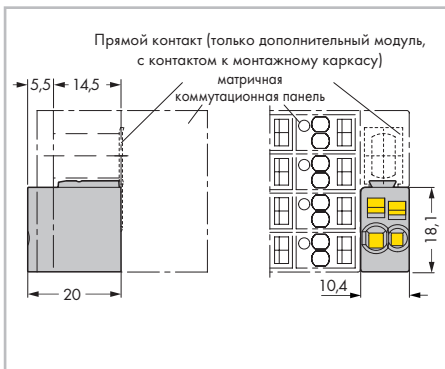 Прямой контакт (только дополнительный модуль,
с контактом к монтажному каркасу)
матричная
коммутационная панель
5,5
14,5
20
10,4
18,1